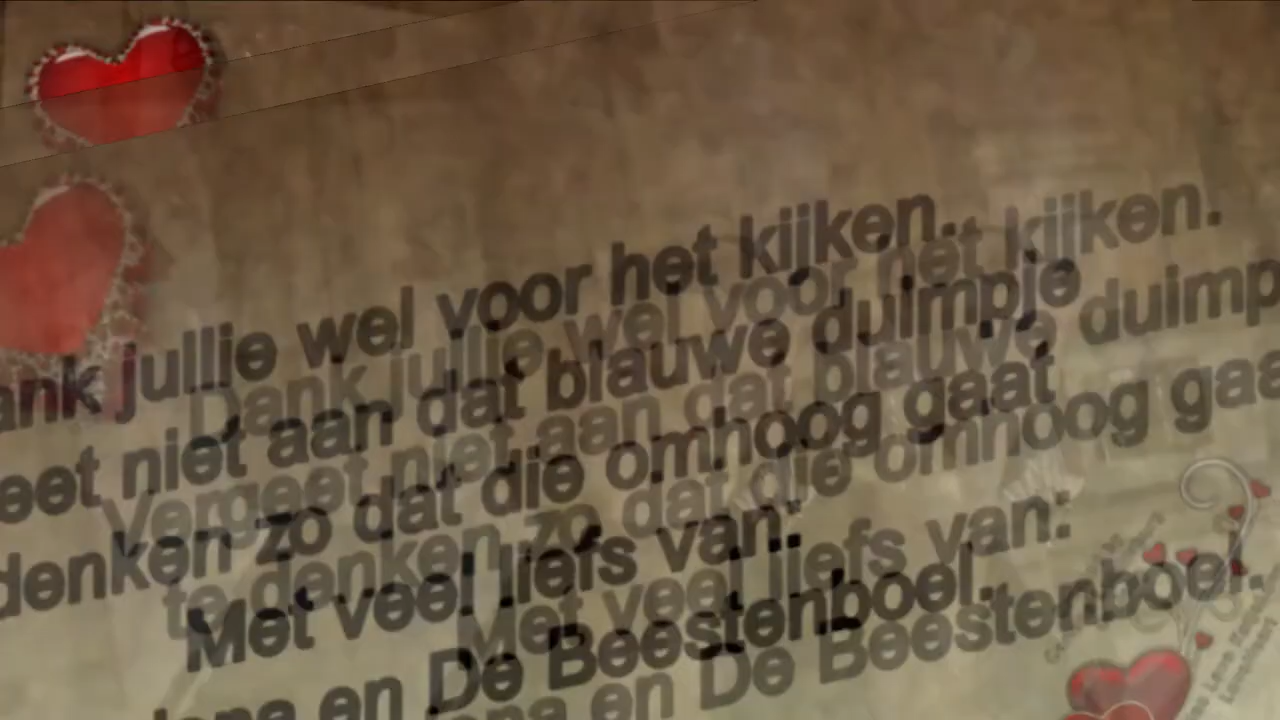 Dank jullie wel voor het kijken.
Vergeet niet aan dat blauwe duimpje
te denken zo dat die omhoog gaat
Met veel liefs van:
en De Beestenboel.